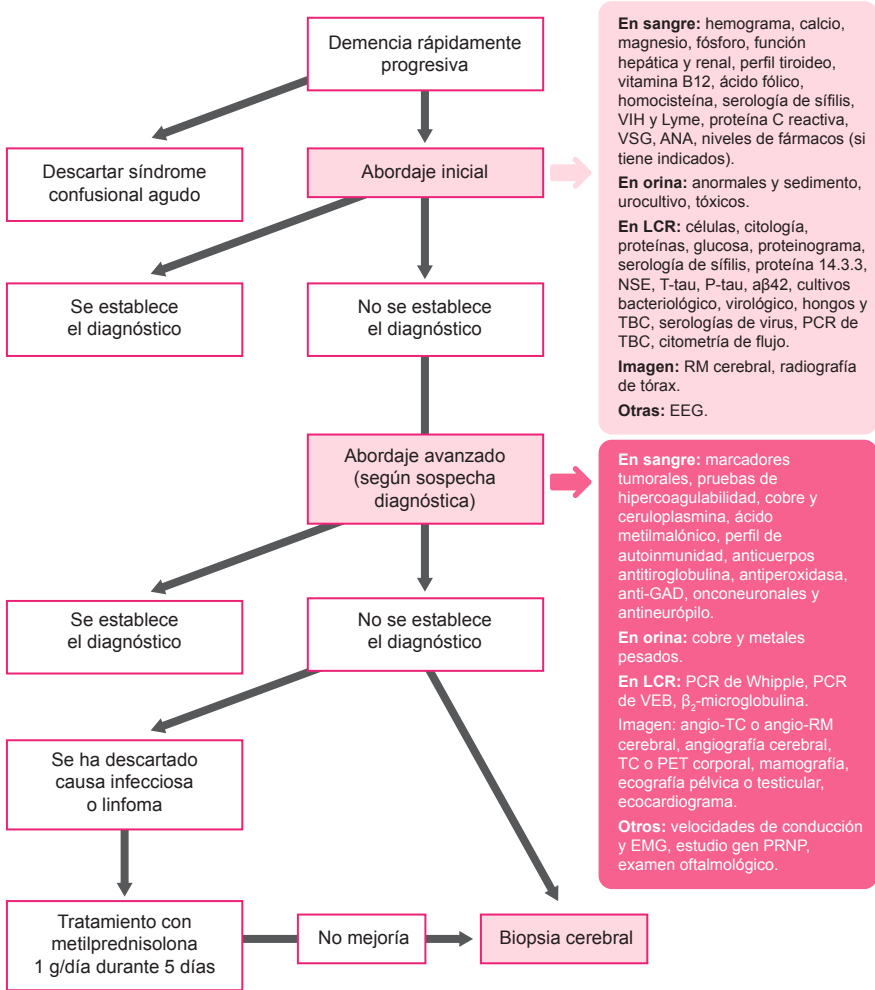 Demencia rápidamente
progresiva
Descartar síndrome
confusional agudo
Abordaje inicial
En sangre: hemograma, calcio,
magnesio, fósforo, función
hepática y renal, perfil tiroideo,
vitamina B12, ácido fólico,
homocisteína, serología de sífilis,
VIH y Lyme, proteína C reactiva,
VSG, ANA, niveles de fármacos (si
tiene indicados).
En orina: anormales y sedimento,
urocultivo, tóxicos.
En LCR: células, citología,
proteínas, glucosa, proteinograma,
serología de sífilis, proteína 14.3.3,
NSE, T-tau, P-tau, aβ42, cultivos
bacteriológico, virológico, hongos y
TBC, serologías de virus, PCR de
TBC, citometría de flujo.
Imagen: RM cerebral, radiografía
de tórax.
Otras: EEG.
Se establece
el diagnóstico
No se establece
el diagnóstico
Abordaje avanzado
(según sospecha
diagnóstica)
En sangre: marcadores
tumorales, pruebas de
hipercoagulabilidad, cobre y
ceruloplasmina, ácido
metilmalónico, perfil de
autoinmunidad, anticuerpos
antitiroglobulina, antiperoxidasa,
anti-GAD, onconeuronales y
antineurópilo.
En orina: cobre y metales
pesados.
En LCR: PCR de Whipple, PCR
de VEB, β₂-microglobulina.
Imagen: angio-TC o angio-RM
cerebral, angiografía cerebral,
TC o PET corporal, mamografía,
ecografía pélvica o testicular,
ecocardiograma.
Otros: velocidades de conducción
y EMG, estudio gen PRNP,
examen oftalmológico.
Se establece
el diagnóstico
No se establece
el diagnóstico
Se ha descartado
causa infecciosa
o linfoma
Tratamiento con
metilprednisolona
1 g/día durante 5 días
No mejoría
Biopsia cerebral